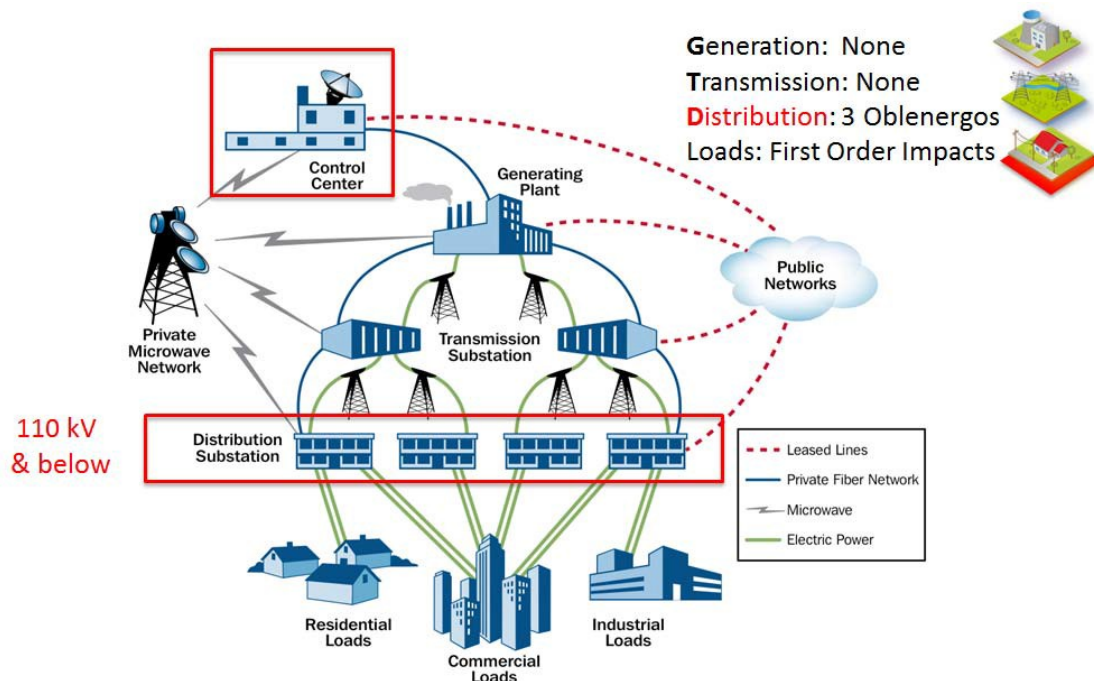 Generation: None
Transmission: None
Distribution: 3 Oblenergos
Loads: First Order Impacts
Control
Center
Generating
Plant
Public
Networks
Private
Microwave
Network
Transmission
Substation
110 kV
& below
Distribution
Substation
Leased Lines
Private Fiber Network
Microwave
Electric Power
Residential
Loads
Commercial
Loads
Industrial
Loads